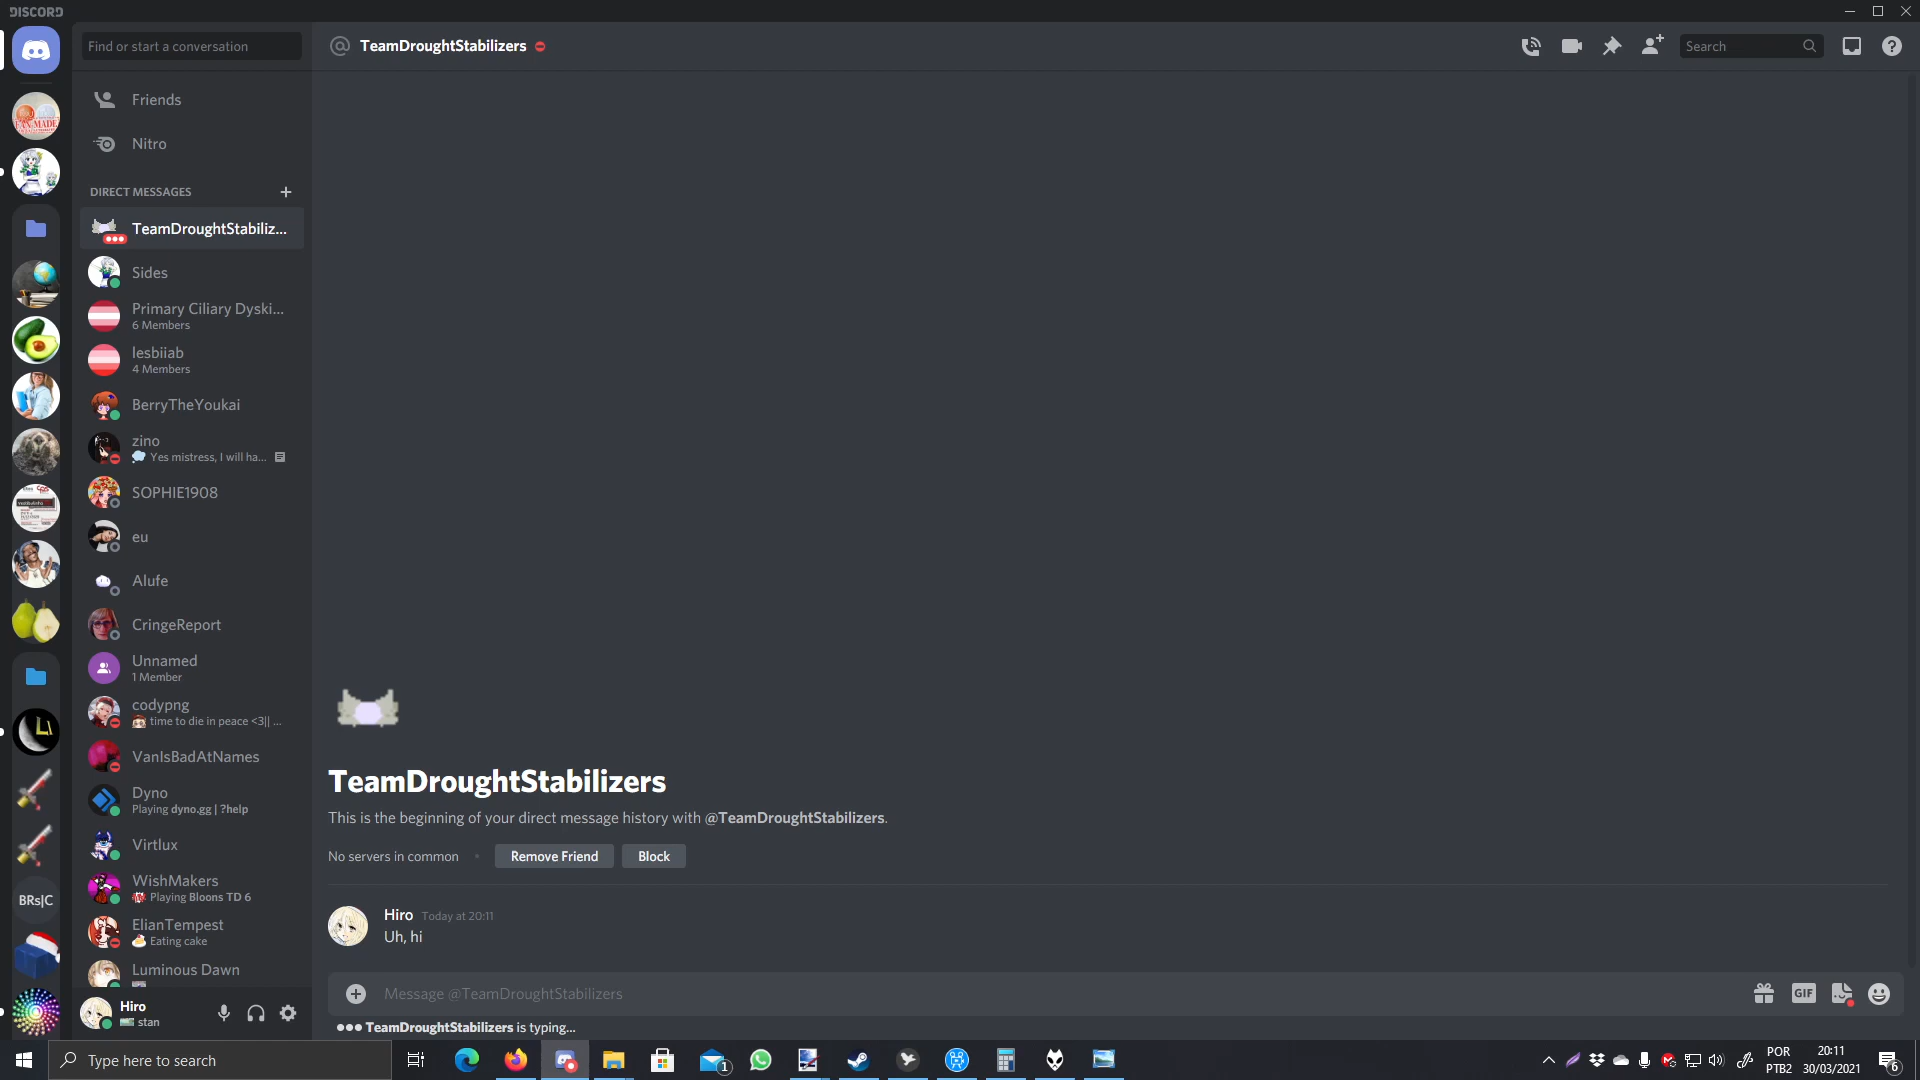 DISCORD
Find or start a conversation
TeamDroughtStabilizers
Search
Friends
Nitro
DIRECT MESSAGES
TeamDroughtStabiliz...
Sides
Primary Ciliary Dyski...
6 Members
lesbiiab
4 Members
BerryTheYoukai
zino
Yes mistress, I will ha...
SOPHIE1908
eu
Alufe
CringeReport
Unnamed
1 Member
codypng
time to die in peace <3|| ...
VanIsBadAtNames
Dyno
Playing dyno.gg | ?help
Virtlux
WishMakers
Playing Bloons TD 6
ElianTempest
Eating cake
Luminous Dawn
BRs|C
Hiro
stan
TeamDroughtStabilizers
This is the beginning of your direct message history with @TeamDroughtStabilizers.
No servers in common
Remove Friend
Block
Hiro Today at 20:11
Uh, hi
Message @TeamDroughtStabilizers
GIF
TeamDroughtStabilizers is typing...
Type here to search
1
POR
PTB2
20:11
30/03/2021
6